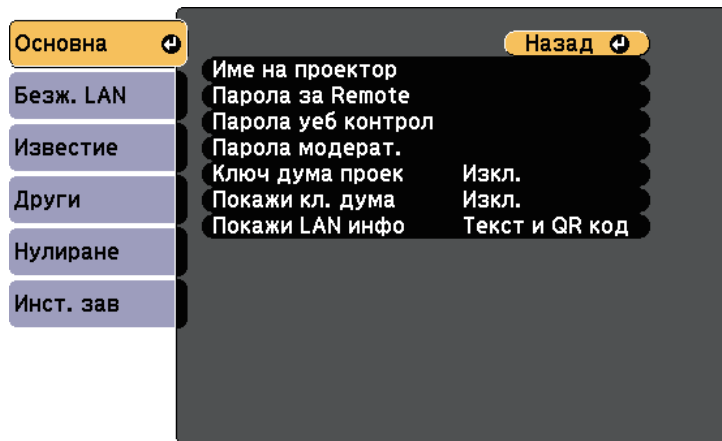 Основна
Безж. LAN
Известие
Други
Нулиране
Инст. зав
Назад
Име на проектор
Парола за Remote
Парола уеб контрол
Парола модерат.
Ключ дума проек Изкл.
Покажи кл. дума Изкл.
Покажи LAN инфо Текст и QR код